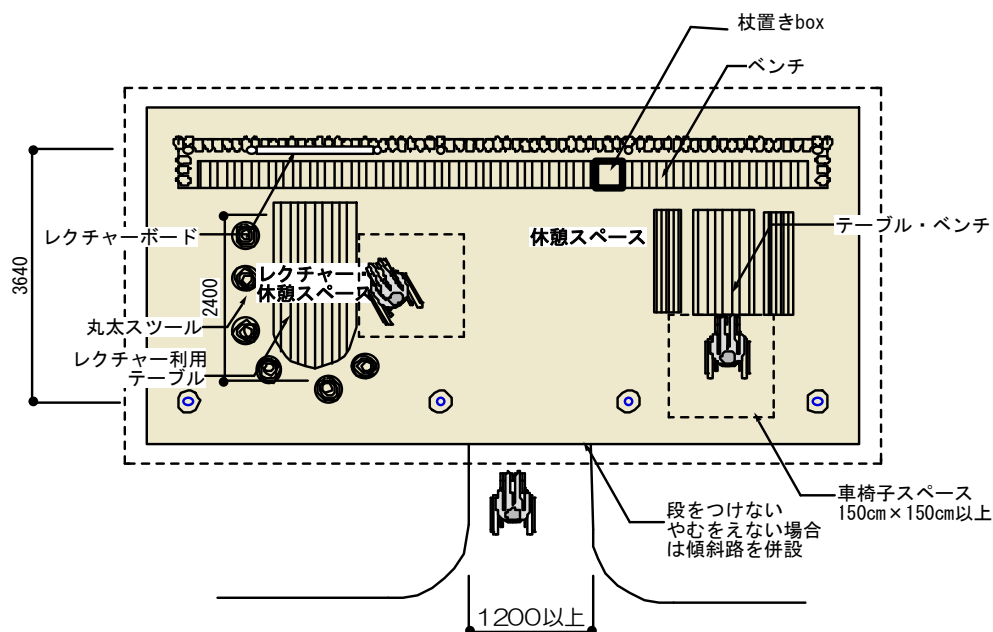 杖置きbox
ベンチ
レクチャーボード
休憩スペース
テーブル・ベンチ
3640
2400
レクチャー・
休憩スペース
丸太スツール
レクチャー利用
テーブル
車椅子スペース
150cm×150cm以上
段をつけない
やむをえない場合
は傾斜路を併設
1200以上